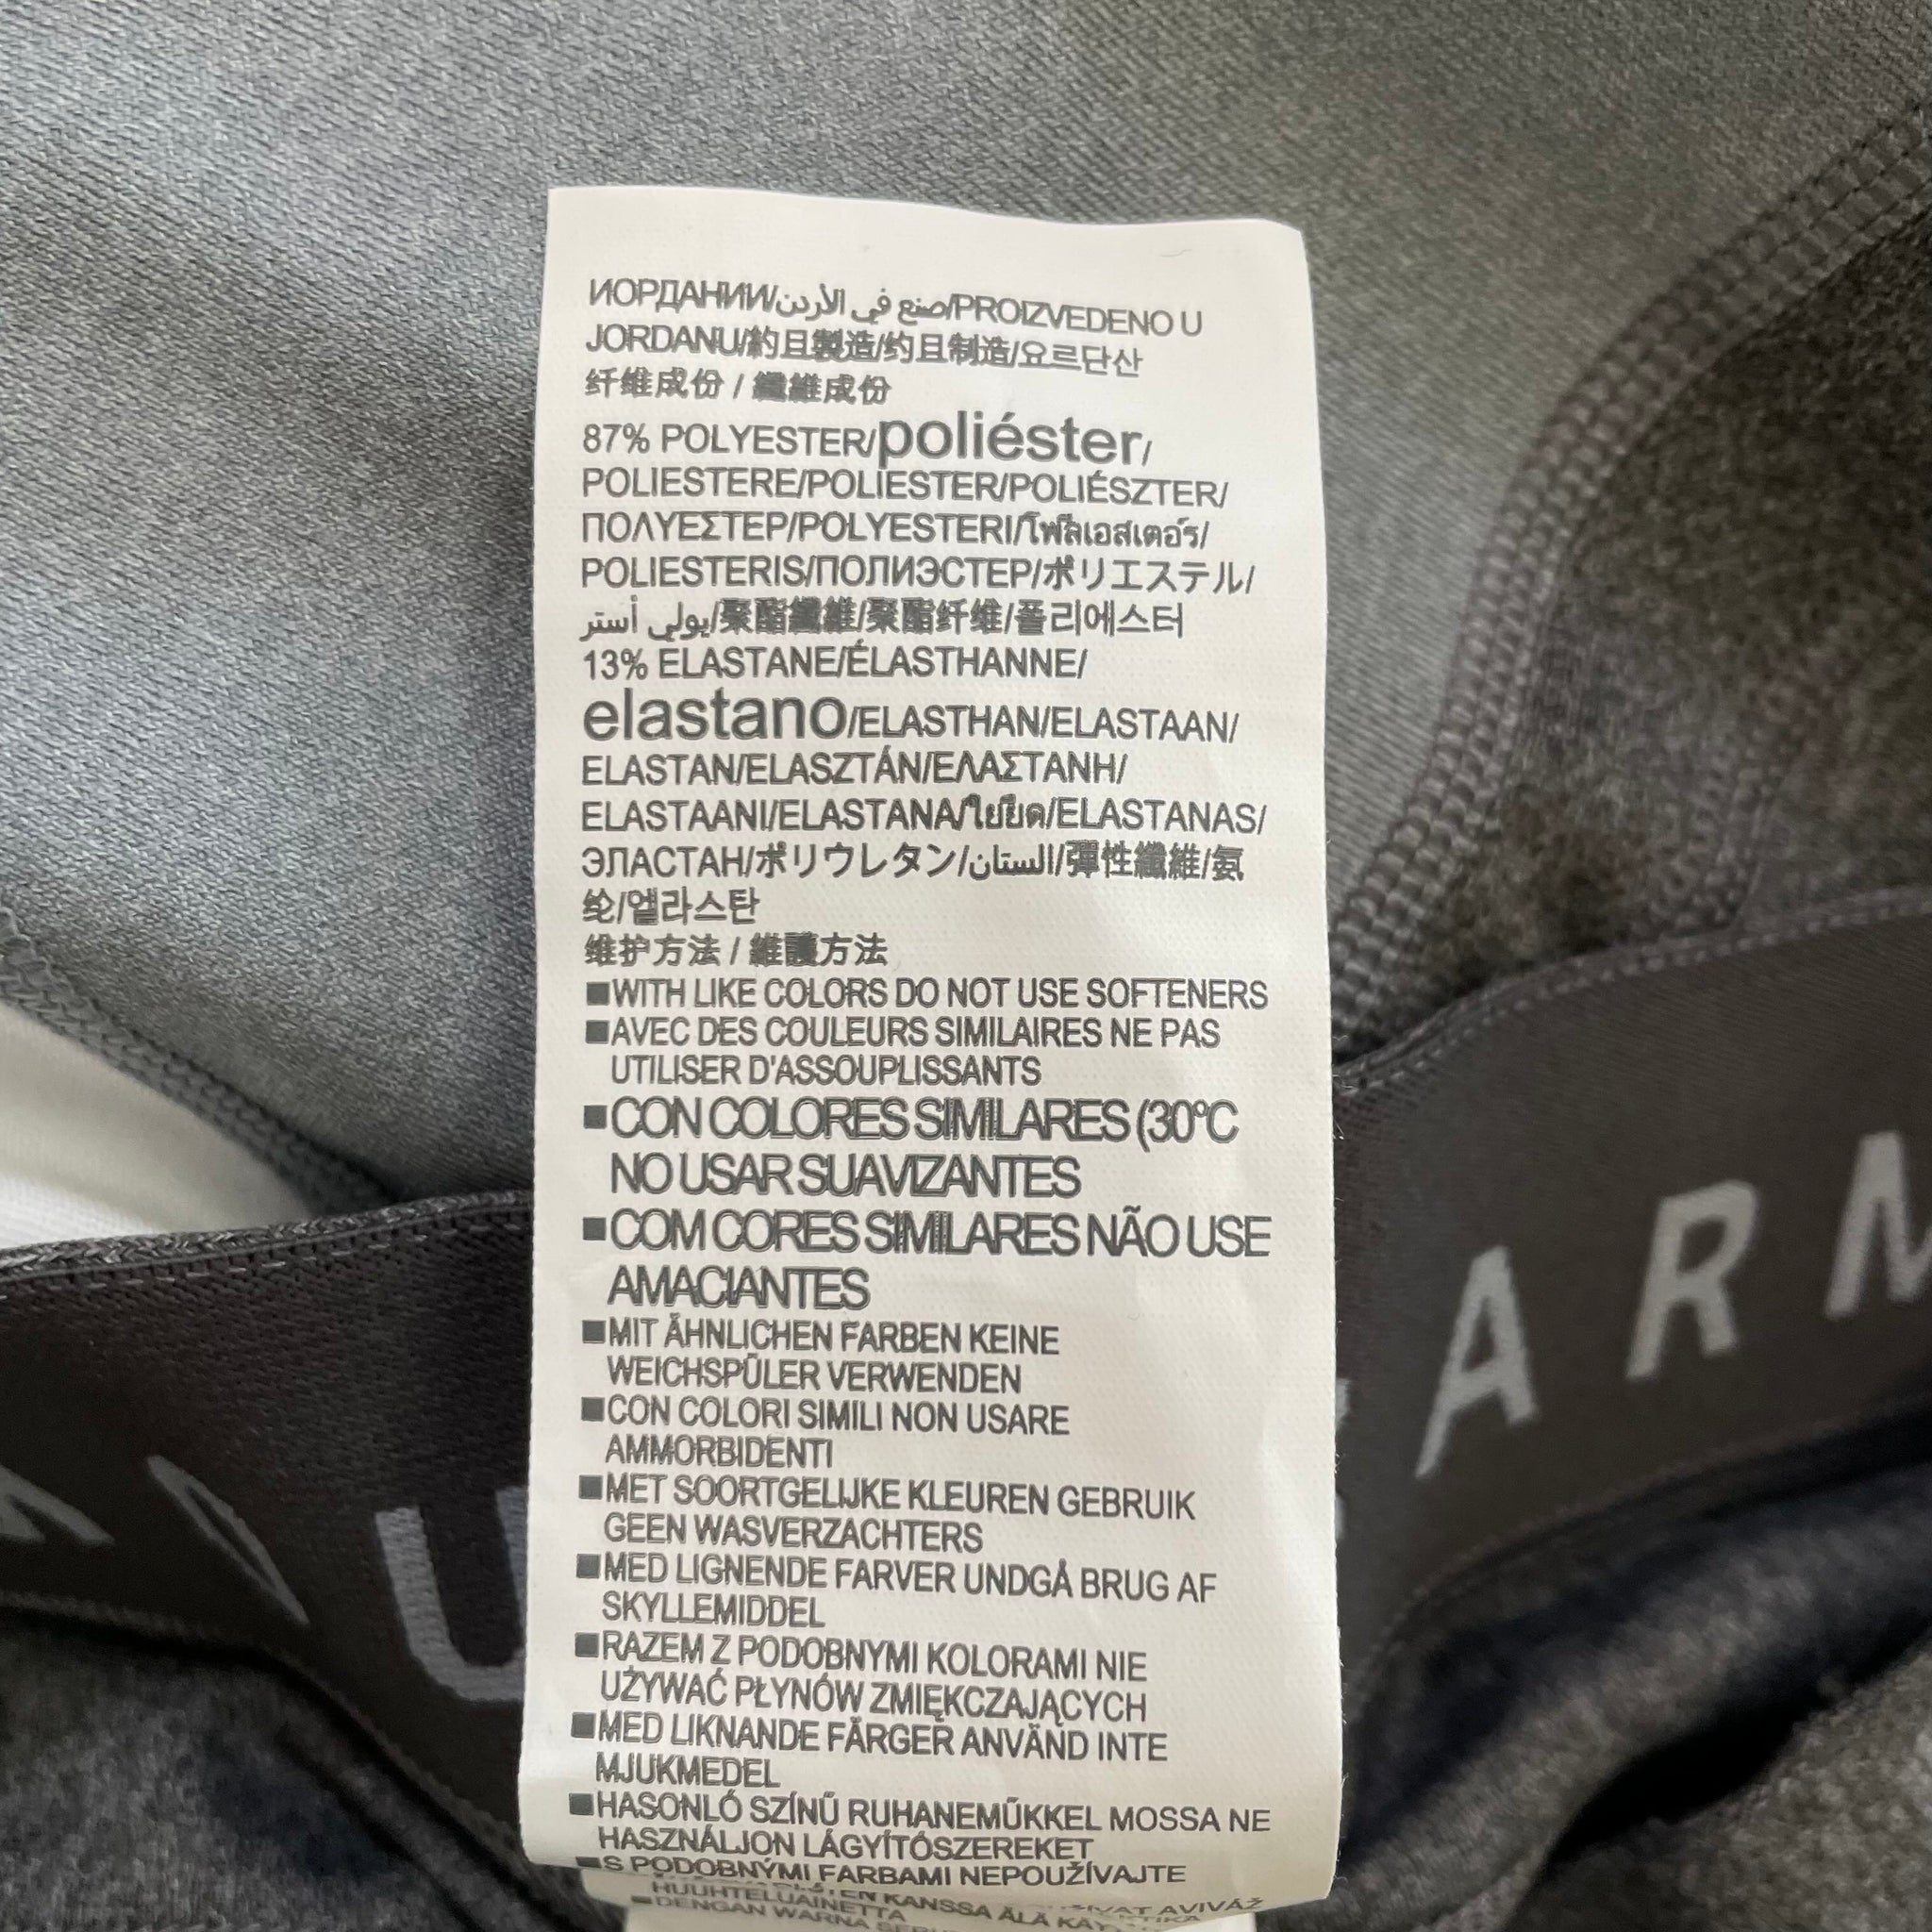 ИОРДАНИИ/صنع في الأردن/PROIZVEDENO U
JORDANU/約旦製造/约旦制造/요르단산
纤维成份 / 纖維成份
87% POLYESTER/poliéster/
POLIESTERE/POLIESTER/POLIÉSZTER/
ΠΟΛΥΕΣΤΕΡ/POLYESTERI/โพลีเอสเตอร์/
POLIESTERIS/ПОЛИЭСТЕР/ポリエステル/
بولي أستر/聚酯纖維/聚酯纤维/폴리에스터
13% ELASTANE/ÉLASTHANNE/
elastano/ELASTHAN/ELASTAAN/
ELASTAN/ELASZTÁN/ΕΛΑΣΤΑΝΗ/
ELASTAANI/ELASTANA/ใยยืด/ELASTANAS/
ЭЛАСТАН/ポリウレタン/الستان/彈性纖維/氨
纶/엘라스탄
维护方法 / 維護方法
■WITH LIKE COLORS DO NOT USE SOFTENERS
■AVEC DES COULEURS SIMILAIRES NE PAS
UTILISER D'ASSOUPLISSANTS
■CON COLORES SIMILARES (30ºC
NO USAR SUAVIZANTES
■COM CORES SIMILARES NÃO USE
AMACIANTES
■MIT ÄHNLICHEN FARBEN KEINE
WEICHSPÜLER VERWENDEN
■CON COLORI SIMILI NON USARE
AMMORBIDENTI
■MET SOORTGELIJKE KLEUREN GEBRUIK
GEEN WASVERZACHTERS
■MED LIGNENDE FARVER UNDGÅ BRUG AF
SKYLLEMIDDEL
■RAZEM Z PODOBNYMI KOLORAMI NIE
UŻYWAĆ PŁYNÓW ZMIĘKCZAJĄCYCH
■MED LIKNANDE FÄRGER ANVÄND INTE
MJUKMEDEL
■HASONLÓ SZÍNŰ RUHANEMŰKKEL MOSSA NE
HASZNÁLJON LÁGYÍTÓSZEREKET
■S PODOBNÝMI FARBAMI NEPOUŽÍVAJTE
AVIVÁŽ
KANSSA ÄLÄ
HUUHTELUAINETTA
■DENGAN WARNA
U
ARM